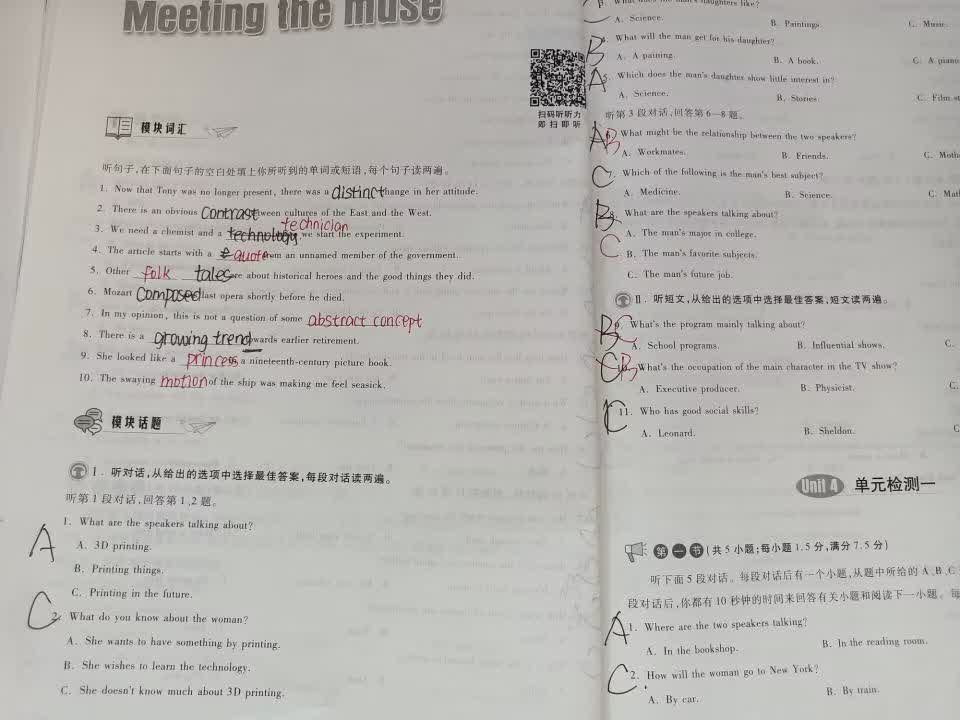 Meeting the muse
扫码听听力
即扫即听
模块词汇
听句子,在下面句子的空白处填上你所听到的单词或短语,每个句子读两遍。
1. Now that Tony was no longer present, there was a distinct change in her attitude.
2. There is an obvious contrast tween cultures of the East and the West.
technician
3. We need a chemist and a technology we start the experiment.
4. The article starts with a quote from an unnamed member of the government.
5. Other folk tales are about historical heroes and the good things they did.
6. Mozart composed last opera shortly before he died.
7. In my opinion, this is not a question of some abstract concept
8. There is a growing trend towards earlier retirement.
9. She looked like a princess a nineteenth-century picture book.
10. The swaying motion of the ship was making me feel seasick.
模块话题
Ⅰ. 听对话,从给出的选项中选择最佳答案,每段对话读两遍。
听第1段对话,回答第1、2题。
A 1. What are the speakers talking about?
A. 3D printing.
B. Printing things.
C. Printing in the future.
C 2. What do you know about the woman?
A. She wants to have something by printing.
B. She wishes to learn the technology.
C. She doesn't know much about 3D printing.
daughters like?
A. Science. B. Paintings. C. Music.
B 4. What will the man get for his daughter?
A. A paining. B. A book. C. A piano
A 5. Which does the man's daughter show little interest in?
A. Science. B. Stories. C. Film st
听第3段对话,回答第6—8题。
A B 6. What might be the relationship between the two speakers?
A. Workmates. B. Friends. C. Moth
C 7. Which of the following is the man's best subject?
A. Medicine. B. Science. C. Mat
B 8. What are the speakers talking about?
A. The man's major in college.
C B. The man's favorite subjects.
C. The man's future job.
Ⅱ. 听短文,从给出的选项中选择最佳答案,短文读两遍。
B C 9. What's the program mainly talking about?
A. School programs. B. Influential shows. C.
C B 10. What's the occupation of the main character in the TV show?
A. Executive producer. B. Physicist. C.
C 11. Who has good social skills?
A. Leonard. B. Sheldon. C
Unit 4 单元检测一
第一节 (共5小题;每小题1.5分,满分7.5分)
听下面5段对话。每段对话后有一个小题,从题中所给的A、B、C
段对话后,你都有10秒钟的时间来回答有关小题和阅读下一小题。每
A 1. Where are the two speakers talking?
A. In the bookshop. B. In the reading room.
C 2. How will the woman go to New York?
A. By car. B. By train.